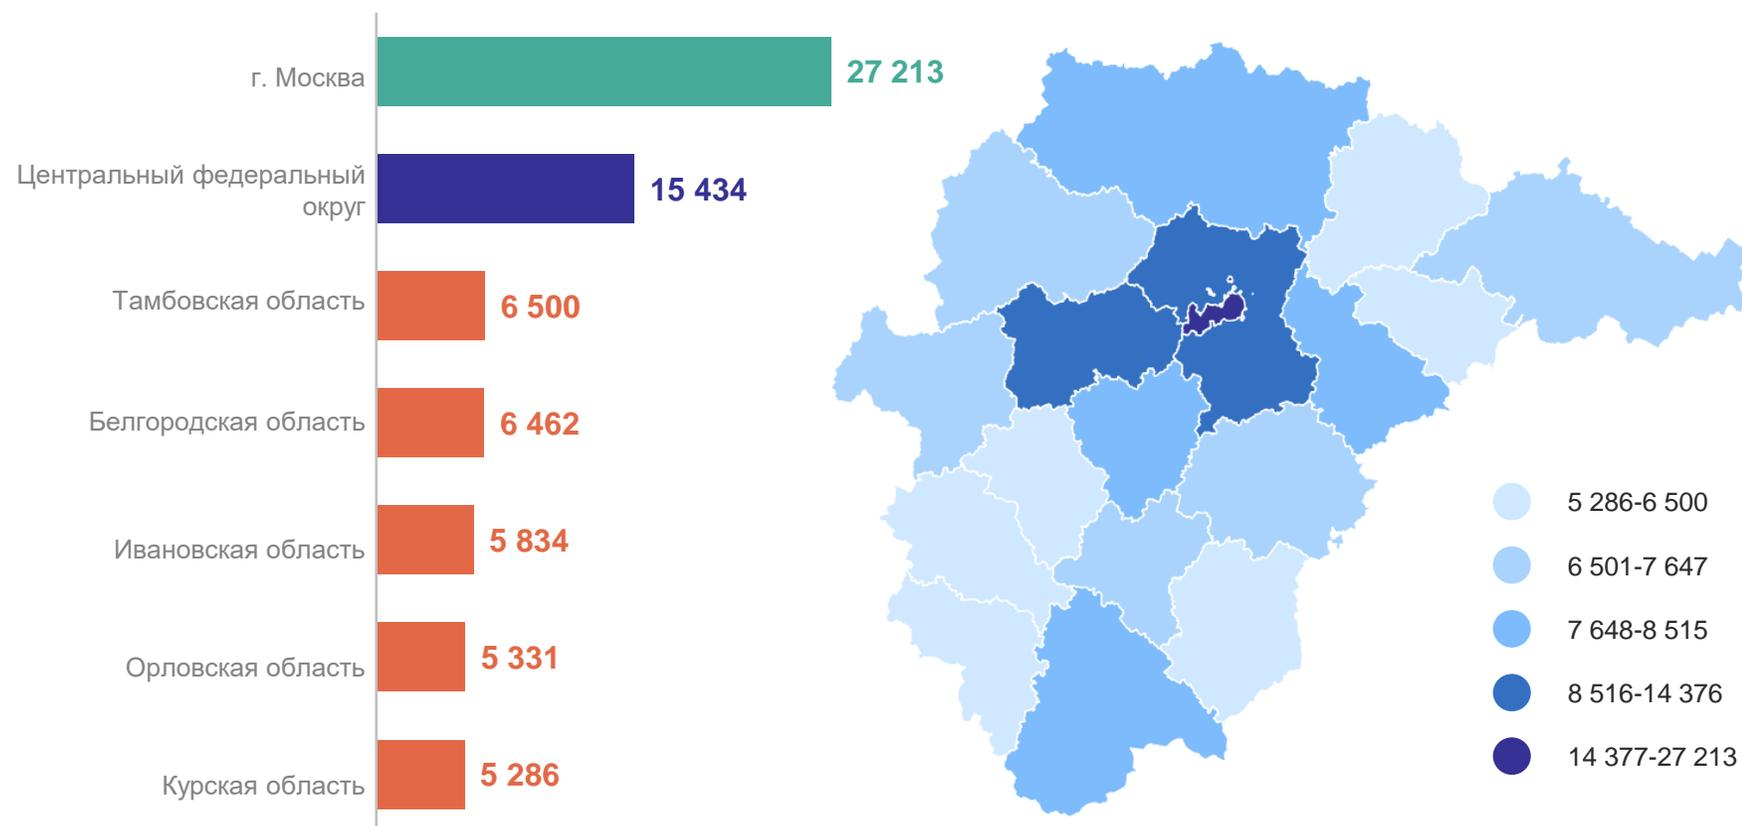 г. Москва
27 213
Центральный федеральный
округ
15 434
Тамбовская область
6 500
Белгородская область
6 462
Ивановская область
5 834
Орловская область
5 331
Курская область
5 286
5 286-6 500
6 501-7 647
7 648-8 515
8 516-14 376
14 377-27 213